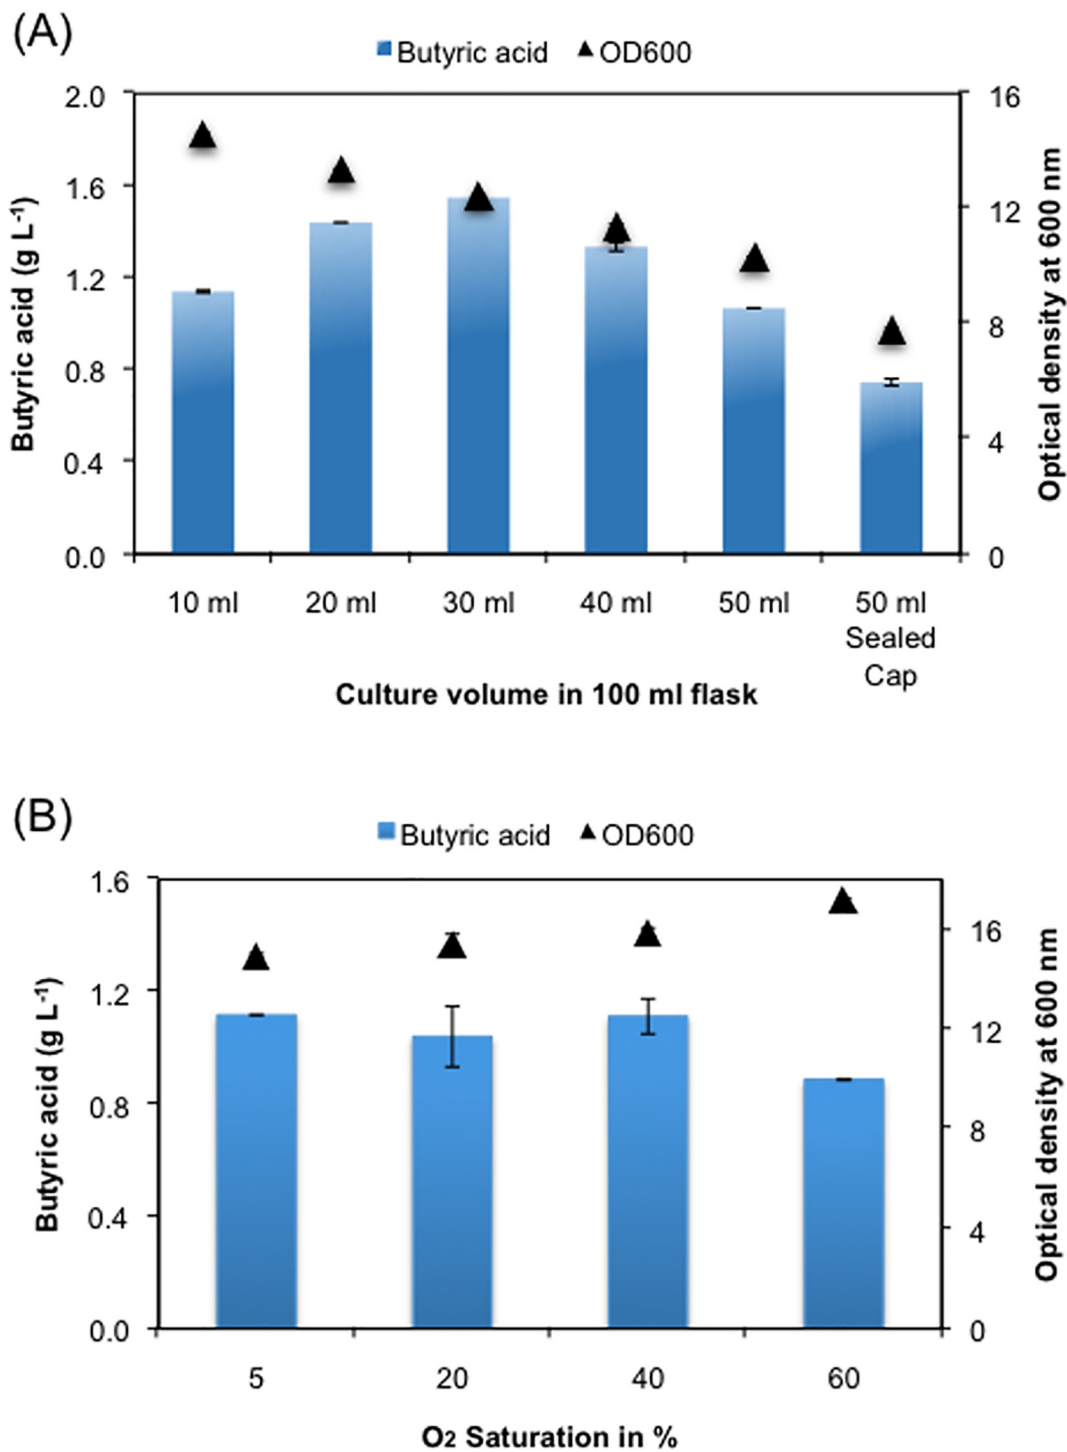 (A)
Butyric acid OD600
2.0
1.6
1.2
0.8
0.4
0.0
Butyric acid (g L-1)
16
12
8
4
0
Optical density at 600 nm
10 ml 20 ml 30 ml 40 ml 50 ml 50 ml
Sealed
Cap
Culture volume in 100 ml flask
(B)
Butyric acid OD600
1.6
1.2
0.8
0.4
0.0
Butyric acid (g L-1)
16
12
8
4
0
Optical density at 600 nm
5 20 40 60
O2 Saturation in %